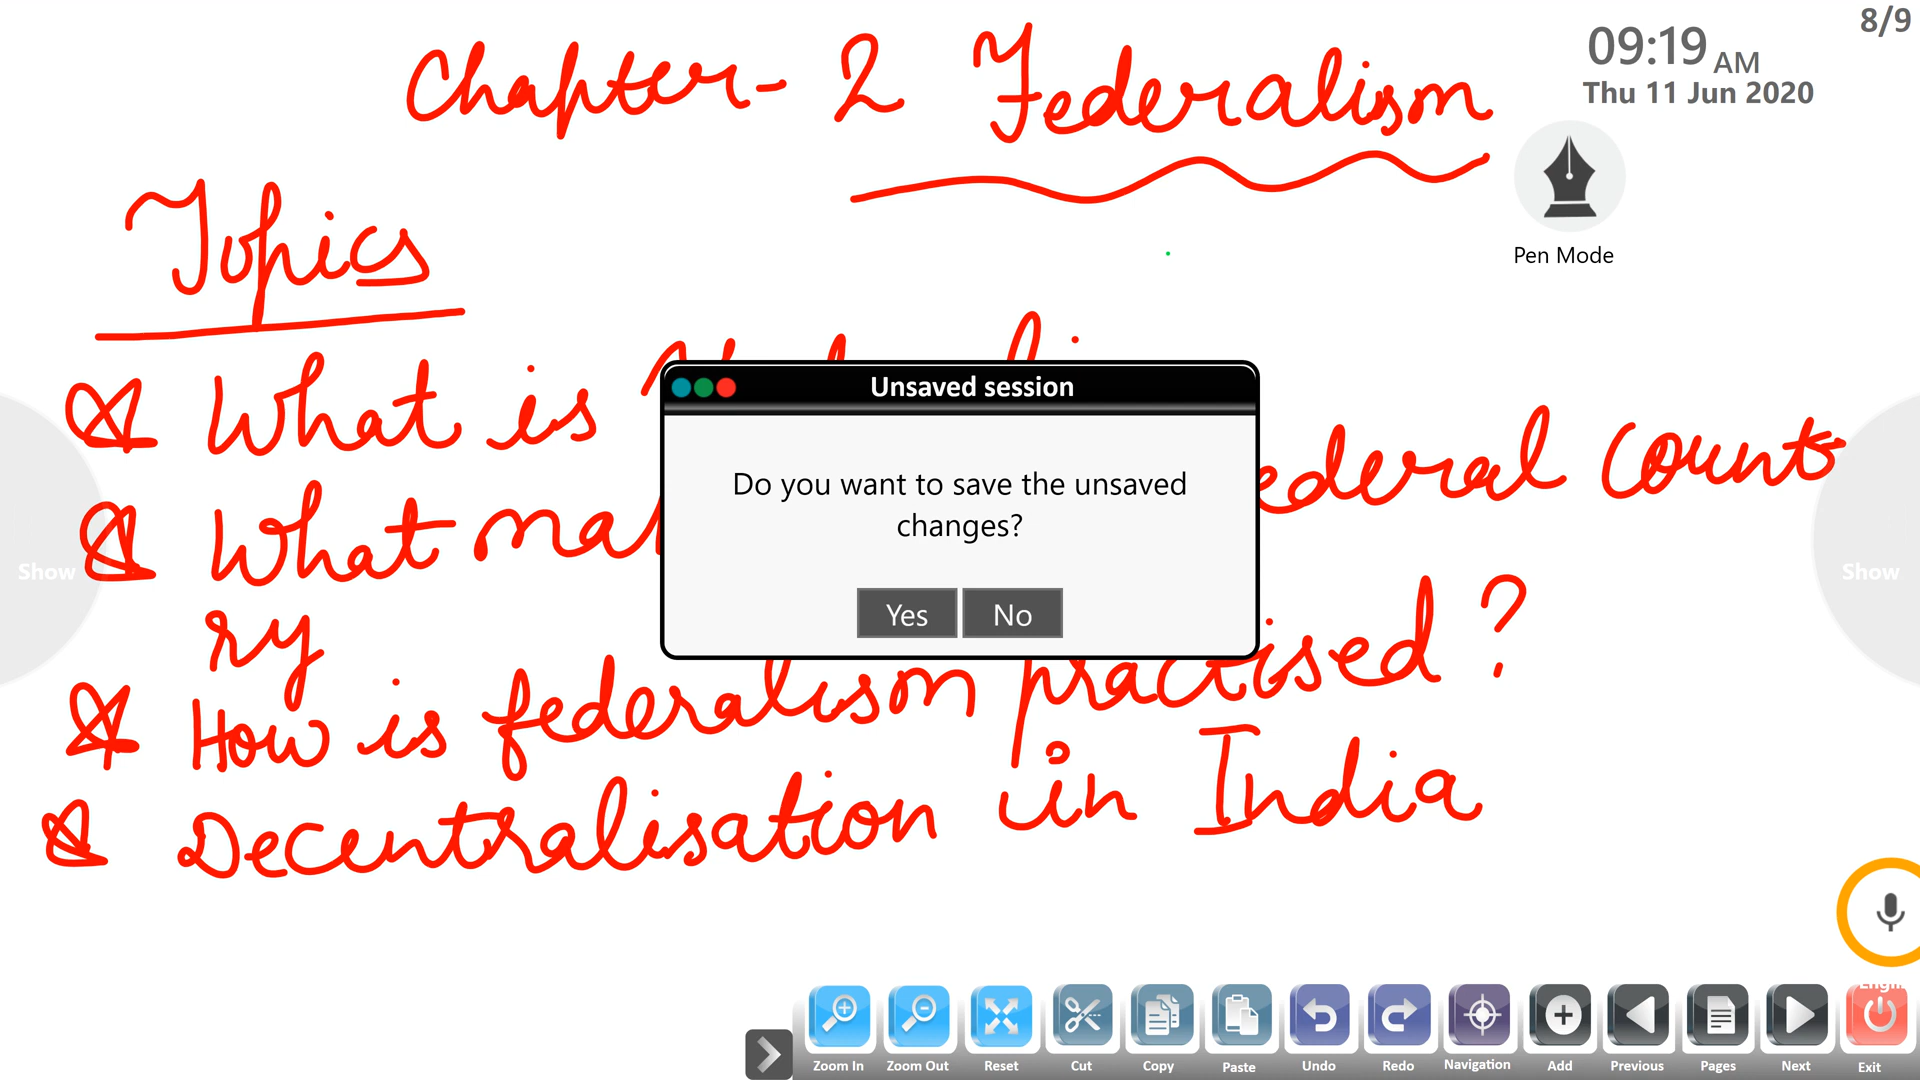 8/9
Chapter- 2 Federalism
09:19 AM
Thu 11 Jun 2020
Pen Mode
Topics
What is
Unsaved session
Do you want to save the unsaved
changes?
Yes No
What ederal count
ry
Show
Show
How is federalism practised?
Decentralisation in India
Zoom In Zoom Out Reset Cut Copy Paste Undo Redo Navigation Add Previous Pages Next Exit